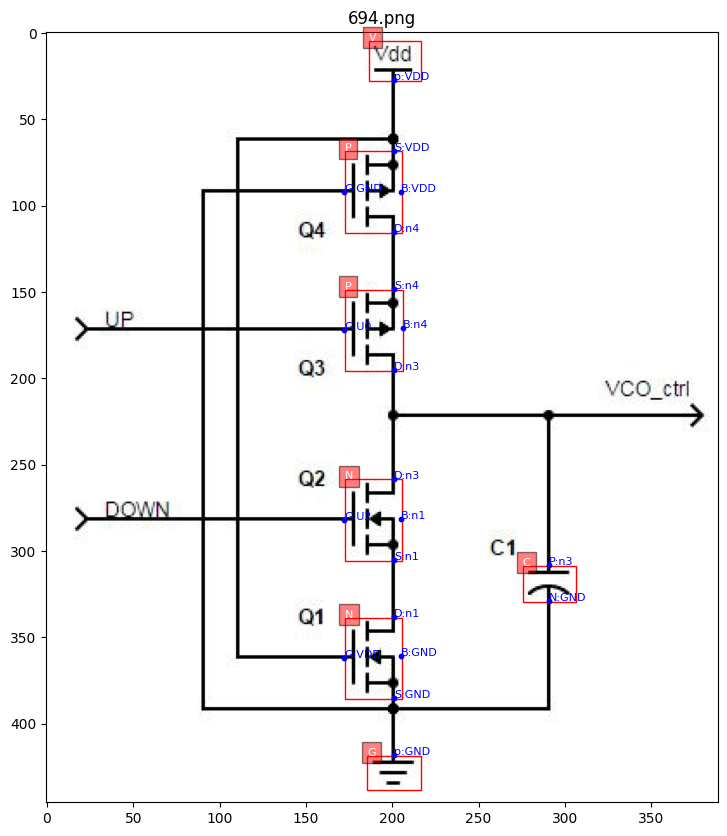 694.png
0
50
100
150
200
250
300
350
400
0
50
100
150
200
250
300
350
V
Vdd
p:VDD
S:VDD
P
G:GND
B:VDD
Q4
D:n4
P
S:n4
UP
B:n4
Q3
D:n3
VCO_ctrl
Q2
N
D:n3
DOWN
B:n1
S:n1
C1
C
P:n3
N:GND
Q1
N
D:n1
G:VDD
B:GND
S:GND
G
p:GND